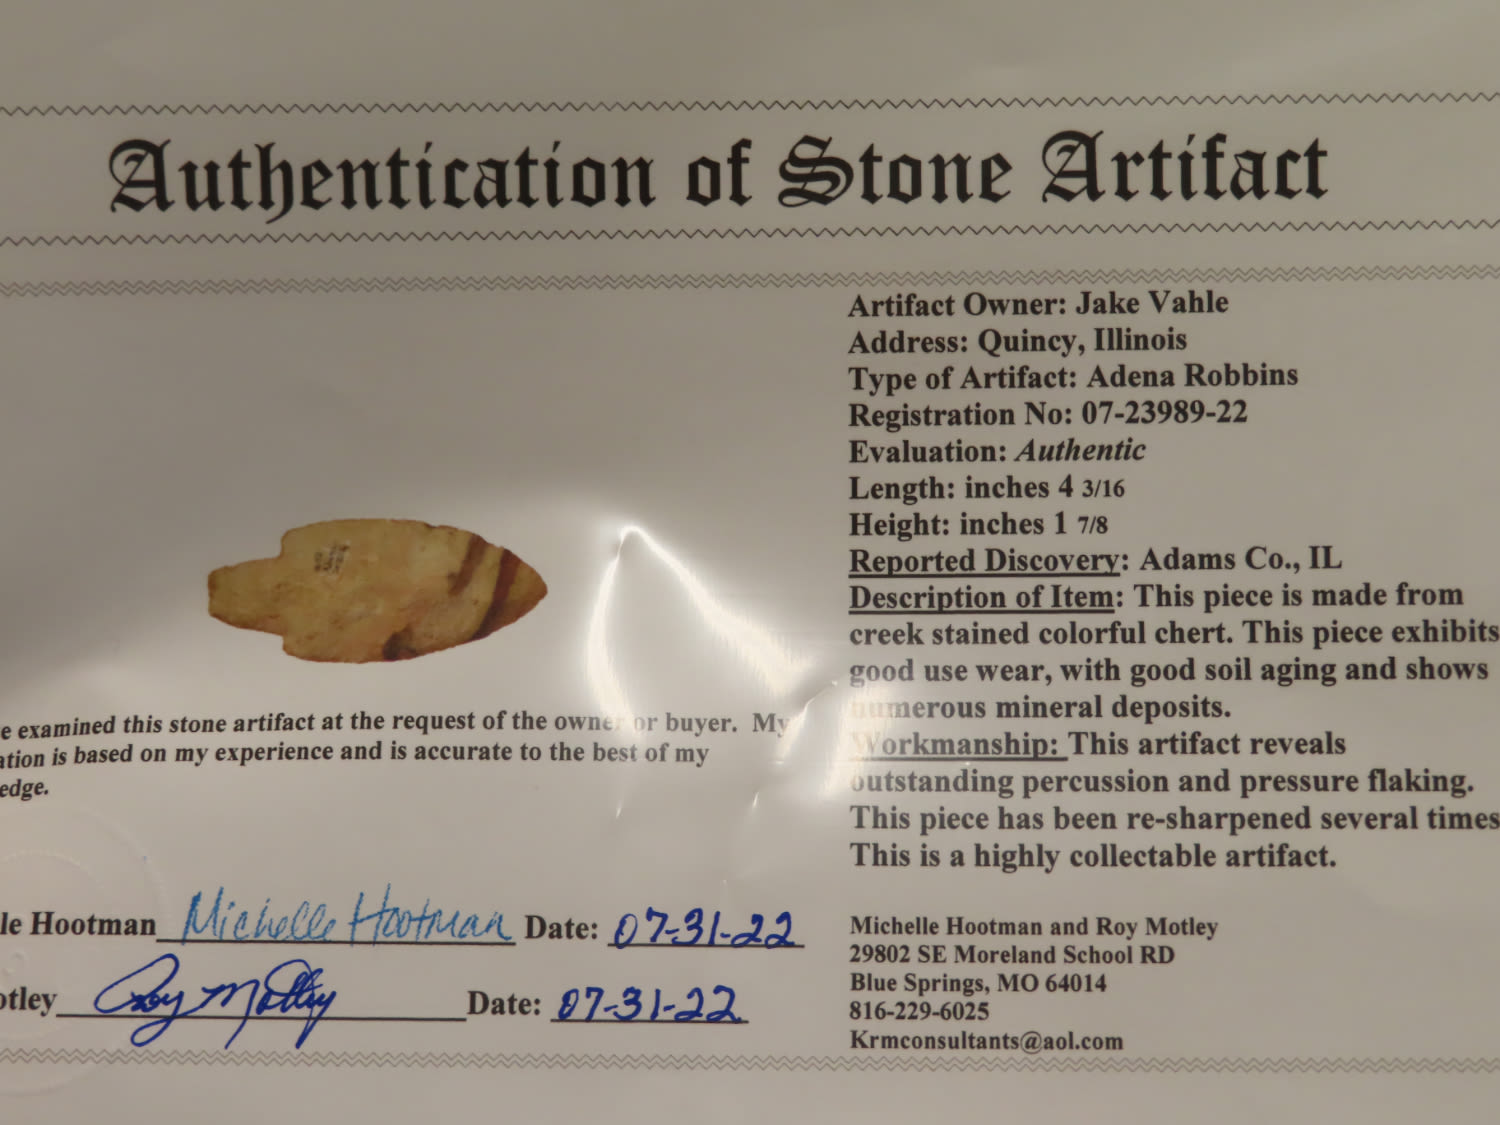 Authentication of Stone Artifact
Artifact Owner: Jake Vahle
Address: Quincy, Illinois
Type of Artifact: Adena Robbins
Registration No: 07-23989-22
Evaluation: Authentic
Length: inches 4 3/16
Height: inches 1 7/8
Reported Discovery: Adams Co., IL
Description of Item: This piece is made from
creek stained colorful chert. This piece exhibits
good use wear, with good soil aging and shows
numerous mineral deposits.
Workmanship: This artifact reveals
outstanding percussion and pressure flaking.
This piece has been re-sharpened several times
This is a highly collectable artifact.
e examined this stone artifact at the request of the owner or buyer. My
ation is based on my experience and is accurate to the best of my
edge.
le Hootman Michelle Hootman Date: 07-31-22
otley Roy Motley Date: 07-31-22
Michelle Hootman and Roy Motley
29802 SE Moreland School RD
Blue Springs, MO 64014
816-229-6025
Krmconsultants@aol.com